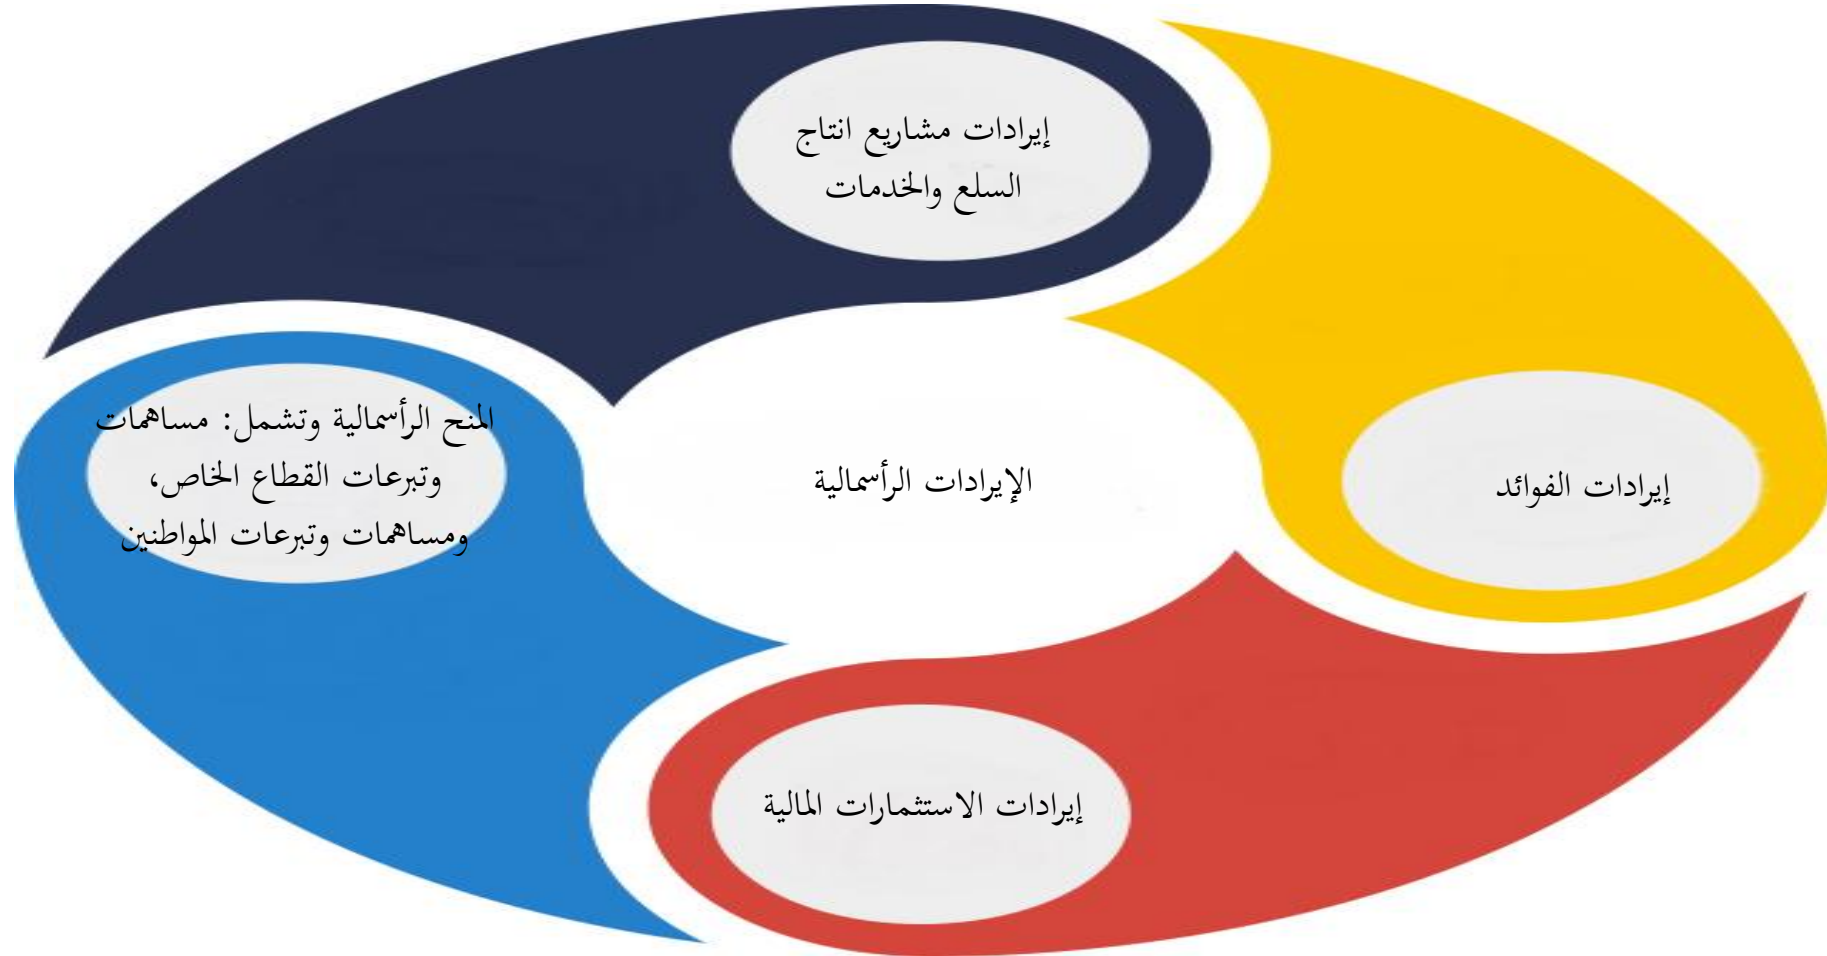 إيرادات مشاريع انتاج
السلع والخدمات
المنح الرأسمالية وتشمل: مساهمات
وتبرعات القطاع الخاص،
ومساهمات وتبرعات المواطنين
الإيرادات الرأسمالية
إيرادات الفوائد
إيرادات الاستثمارات المالية